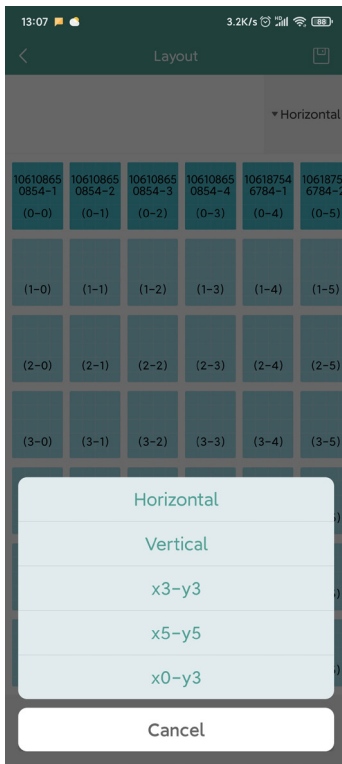 13:07
3.2K/s
HD
88
Layout
▾Horizontal
10610865 10610865 10610865 10610865 10618754 1061875
0854-1 0854-2 0854-3 0854-4 6784-1 6784-2
(0-0) (0-1) (0-2) (0-3) (0-4) (0-5)
(1-0) (1-1) (1-2) (1-3) (1-4) (1-5)
(2-0) (2-1) (2-2) (2-3) (2-4) (2-5)
(3-0) (3-1) (3-2) (3-3) (3-4) (3-5)
Horizontal
Vertical
x3-y3
x5-y5
x0-y3
Cancel